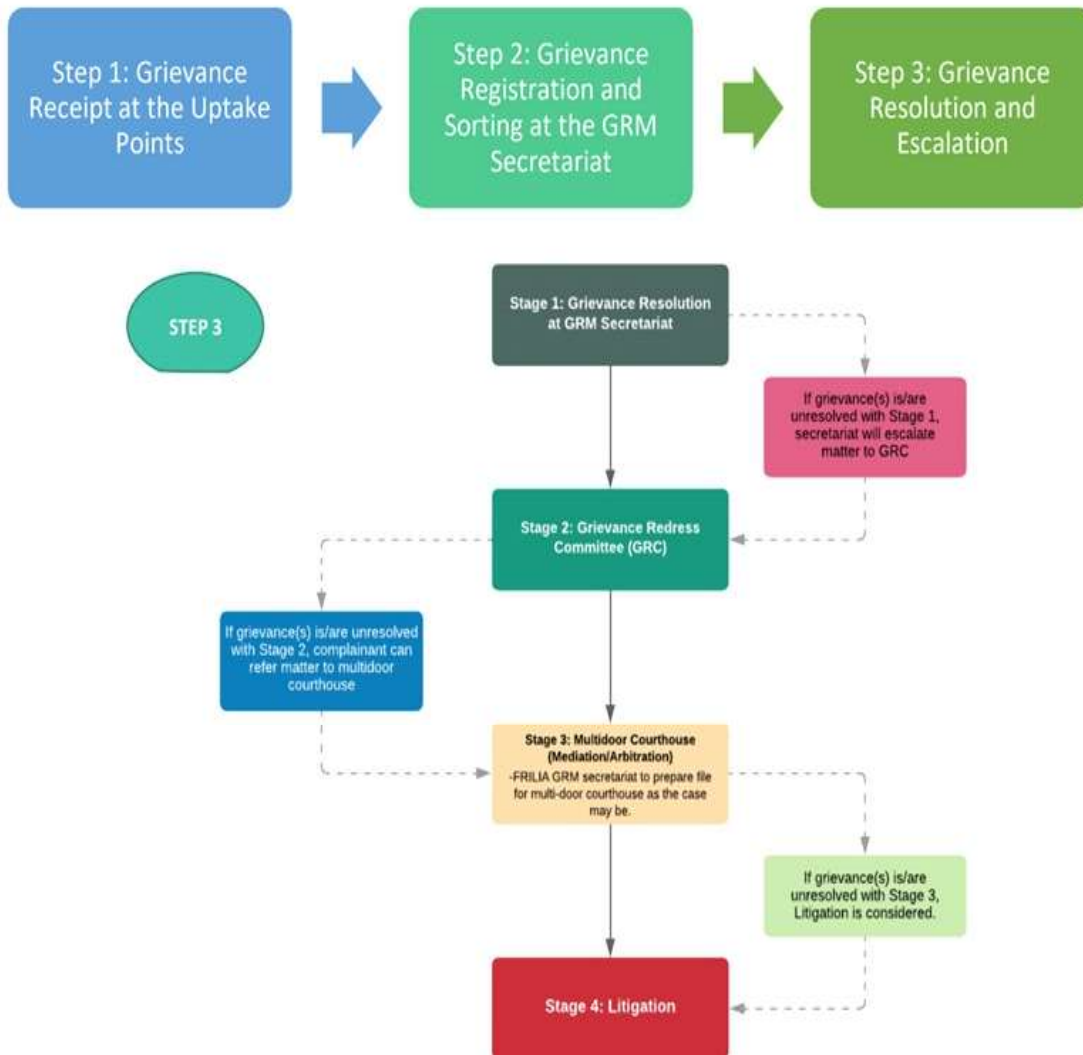 Step 1: Grievance
Receipt at the Uptake
Points
Step 2: Grievance
Registration and
Sorting at the GRM
Secretariat
Step 3: Grievance
Resolution and
Escalation
STEP 3
Stage 1: Grievance Resolution
at GRM Secretariat
If grievance(s) is/are
unresolved with Stage 1,
secretariat will escalate
matter to GRC
Stage 2: Grievance Redress
Committee (GRC)
If grievance(s) is/are unresolved
with Stage 2, complainant can
refer matter to multidoor
courthouse
Stage 3: Multidoor Courthouse
(Mediation/Arbitration)
-FRILIA GRM secretariat to prepare file
for multi-door courthouse as the case
may be.
If grievance(s) is/are
unresolved with Stage 3,
Litigation is considered.
Stage 4: Litigation